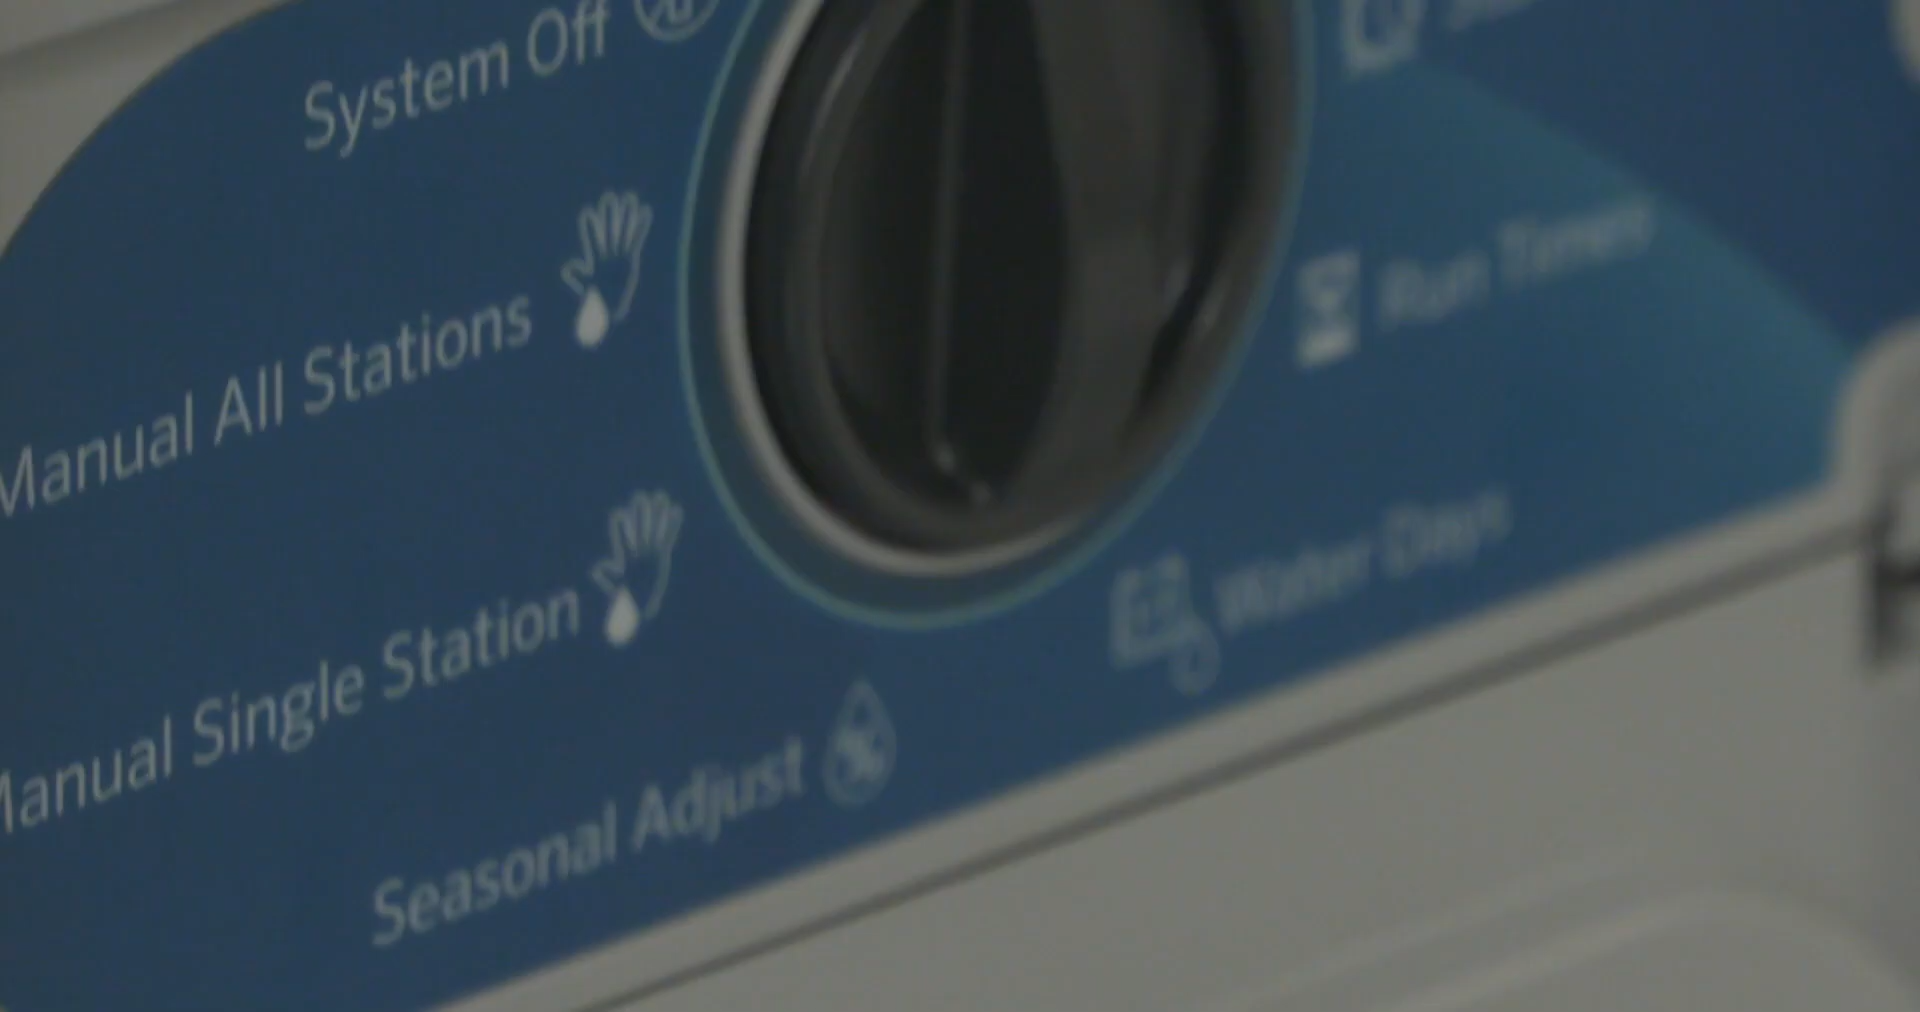 System Off
Manual All Stations
Run Times
Manual Single Station
Water Days
Seasonal Adjust